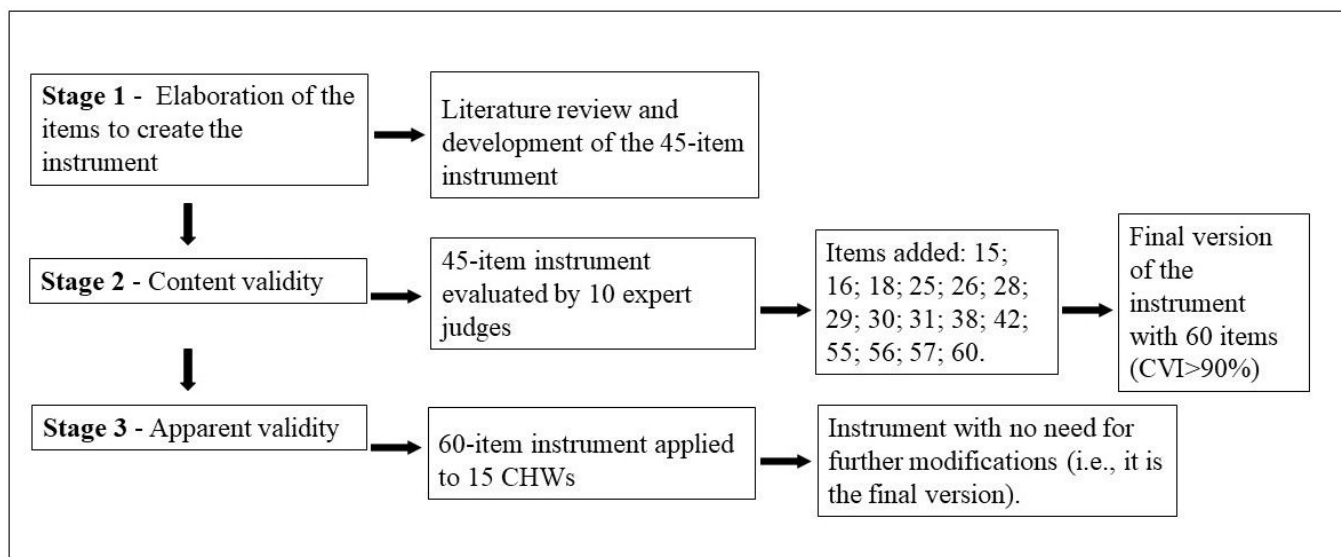 Stage 1 - Elaboration of the
items to create the
instrument
Literature review and
development of the 45-item
instrument
Stage 2 - Content validity
45-item instrument
evaluated by 10 expert
judges
Items added: 15;
16; 18; 25; 26; 28;
29; 30; 31; 38; 42;
55; 56; 57; 60.
Final version
of the
instrument
with 60 items
(CVI>90%)
Stage 3 - Apparent validity
60-item instrument applied
to 15 CHWs
Instrument with no need for
further modifications (i.e., it is
the final version).